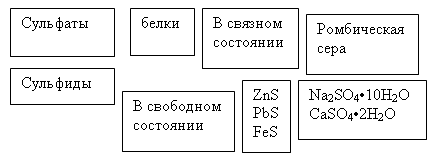 Сульфаты
белки
В связном
состоянии
Ромбическая
сера
Сульфиды
В свободном
состоянии
ZnS
PbS
FeS
Na₂SO₄•10H₂O
CaSO₄•2H₂O